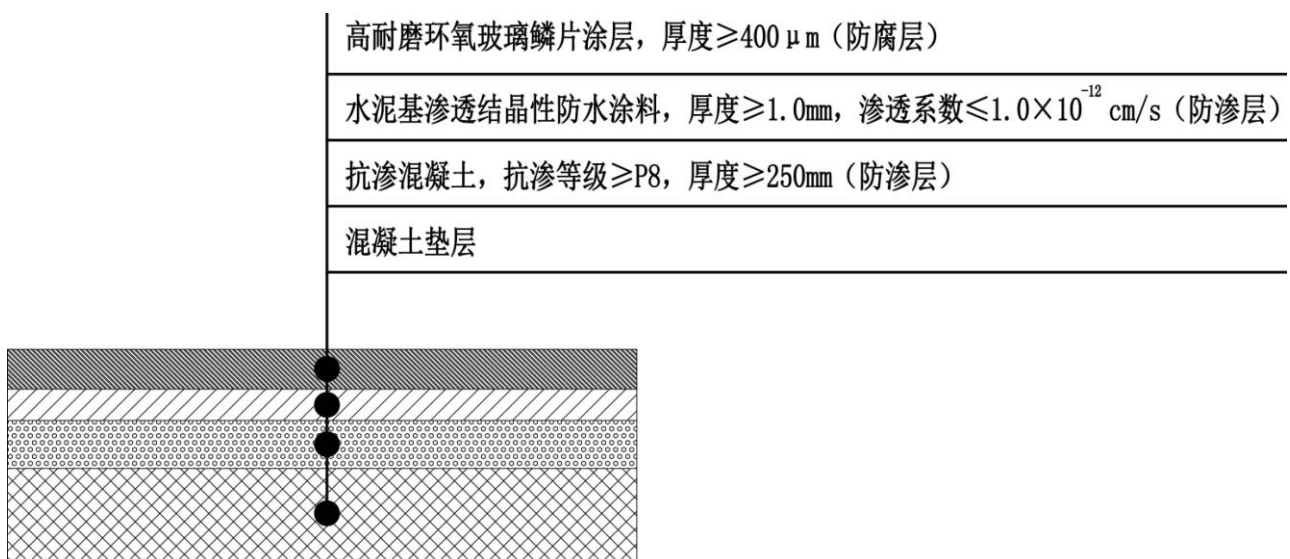 高耐磨环氧玻璃鳞片涂层，厚度≥400μm（防腐层）
水泥基渗透结晶性防水涂料，厚度≥1.0mm，渗透系数≤1.0×10⁻¹² cm/s（防渗层）
抗渗混凝土，抗渗等级≥P8，厚度≥250mm（防渗层）
混凝土垫层